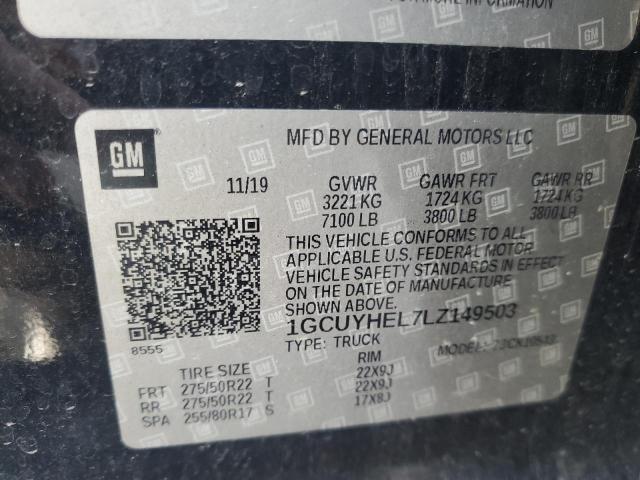 MORE INFORMATION
GM
MFD BY GENERAL MOTORS LLC
11/19 GVWR GAWR FRT GAWR RR
3221 KG 1724 KG 1724 KG
7100 LB 3800 LB 3800 LB
THIS VEHICLE CONFORMS TO ALL
APPLICABLE U.S. FEDERAL MOTOR
VEHICLE SAFETY STANDARDS IN EFFECT
ON THE DATE OF MANUFACTURE
SHOWN ABOVE.
1GCUYHEL7LZ149503
8555
TYPE: TRUCK MODEL:
TIRE SIZE RIM
FRT 275/50R22 T 22X9J
RR 275/50R22 T 22X9J
SPA 255/80R17 S 17X8J